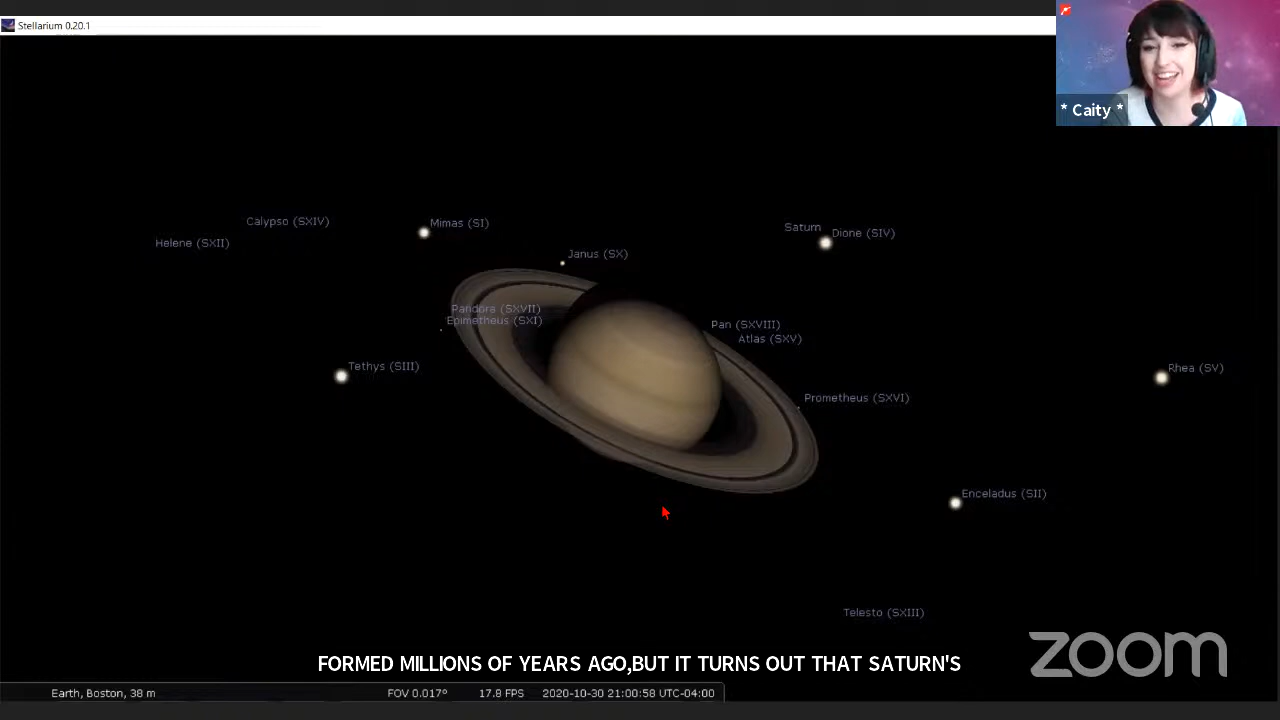 Stellarium 0.20.1
* Caity *
Calypso (SXIV)
Mimas (SI)
Saturn
Dione (SIV)
Helene (SXII)
Janus (SX)
Pandora (SXVII)
Epimetheus (SXI)
Pan (SXVIII)
Atlas (SXV)
Tethys (SIII)
Rhea (SV)
Prometheus (SXVI)
Enceladus (SII)
Telesto (SXIII)
zoom
FORMED MILLIONS OF YEARS AGO,BUT IT TURNS OUT THAT SATURN'S
Earth, Boston, 38 m FOV 0.017° 17.8 FPS 2020-10-30 21:00:58 UTC-04:00